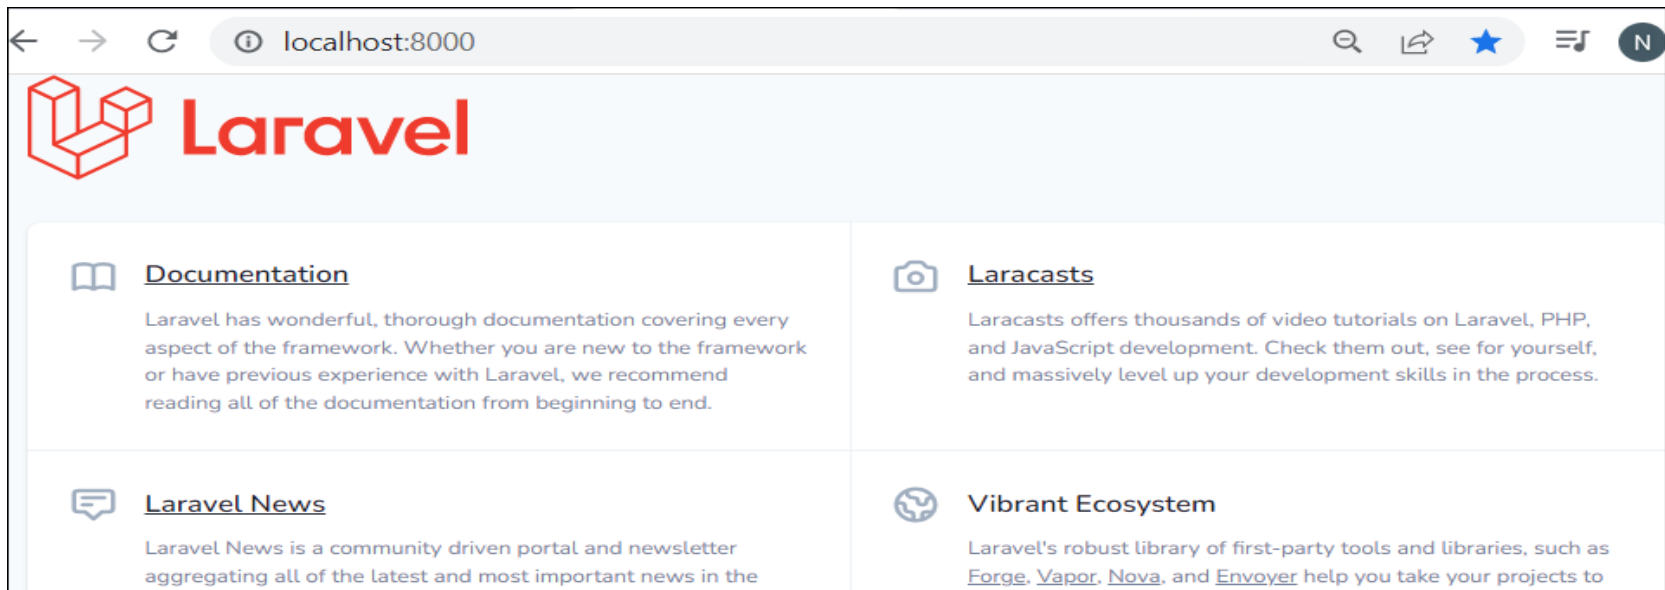 localhost:8000
N
Laravel
Documentation
Laravel has wonderful, thorough documentation covering every
aspect of the framework. Whether you are new to the framework
or have previous experience with Laravel, we recommend
reading all of the documentation from beginning to end.
Laracasts
Laracasts offers thousands of video tutorials on Laravel, PHP,
and JavaScript development. Check them out, see for yourself,
and massively level up your development skills in the process.
Laravel News
Laravel News is a community driven portal and newsletter
aggregating all of the latest and most important news in the
Vibrant Ecosystem
Laravel's robust library of first-party tools and libraries, such as
Forge, Vapor, Nova, and Envoyer help you take your projects to